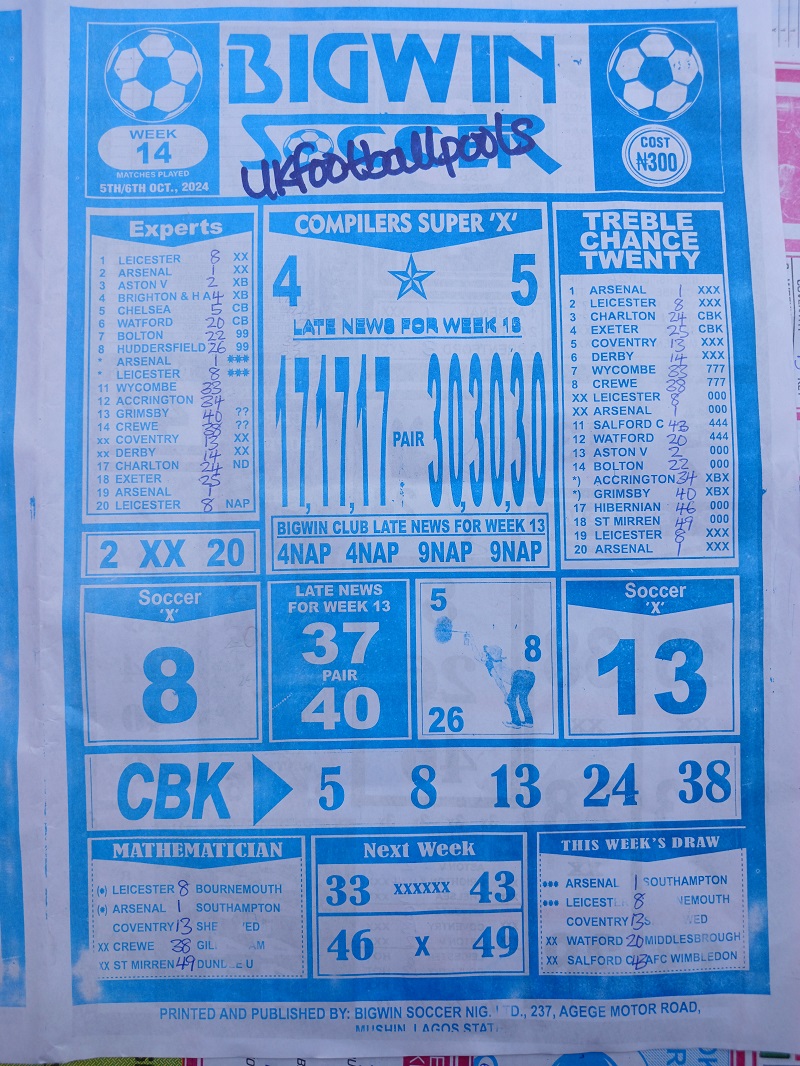 BIGWIN
SOCCER
UKfootballpools
WEEK
14
MATCHES PLAYED
5TH/6TH OCT., 2024
COST
₦300
Experts
1 LEICESTER 8 XX
2 ARSENAL 1 XX
3 ASTON V 2 XB
4 BRIGHTON & H A 4 XB
5 CHELSEA 5 CB
6 WATFORD 20 CB
7 BOLTON 22 99
8 HUDDERSFIELD 26 99
* ARSENAL 1 ***
* LEICESTER 8 ***
11 WYCOMBE 33
12 ACCRINGTON 34
13 GRIMSBY 40 ??
14 CREWE 38 ??
xx COVENTRY 13 XX
xx DERBY 14 XX
17 CHARLTON 24 ND
18 EXETER 25
19 ARSENAL 1
20 LEICESTER 8 NAP
2 XX 20
COMPILERS SUPER 'X'
4 5
LATE NEWS FOR WEEK 13
17,17,17 PAIR 30,30,30
BIGWIN CLUB LATE NEWS FOR WEEK 13
4NAP 4NAP 9NAP 9NAP
TREBLE
CHANCE
TWENTY
1 ARSENAL 1 XXX
2 LEICESTER 8 XXX
3 CHARLTON 24 CBK
4 EXETER 25 CBK
5 COVENTRY 13 XXX
6 DERBY 14 XXX
7 WYCOMBE 33 777
8 CREWE 38 777
XX LEICESTER 8 000
XX ARSENAL 1 000
11 SALFORD C 43 444
12 WATFORD 20 444
13 ASTON V 2 000
14 BOLTON 22 000
*) ACCRINGTON 34 XBX
*) GRIMSBY 40 XBX
17 HIBERNIAN 46 000
18 ST MIRREN 49 000
19 LEICESTER 8 XXX
20 ARSENAL 1 XXX
Soccer
'X'
8
LATE NEWS
FOR WEEK 13
37
PAIR
40
5
8
26
Soccer
'X'
13
CBK 5 8 13 24 38
MATHEMATICIAN
(•) LEICESTER 8 BOURNEMOUTH
(•) ARSENAL 1 SOUTHAMPTON
COVENTRY 13
XX CREWE 38
XX ST MIRREN 49
Next Week
33 XXXXXX 43
46 X 49
THIS WEEK'S DRAW
••• ARSENAL 1 SOUTHAMPTON
••• 8
COVENTRY 13
XX WATFORD 20 MIDDLESBROUGH
XX SALFORD 43 AFC WIMBLEDON
PRINTED AND PUBLISHED BY: BIGWIN SOCCER NIG. LTD., 237, AGEGE MOTOR ROAD,
MUSHIN, LAGOS STATE